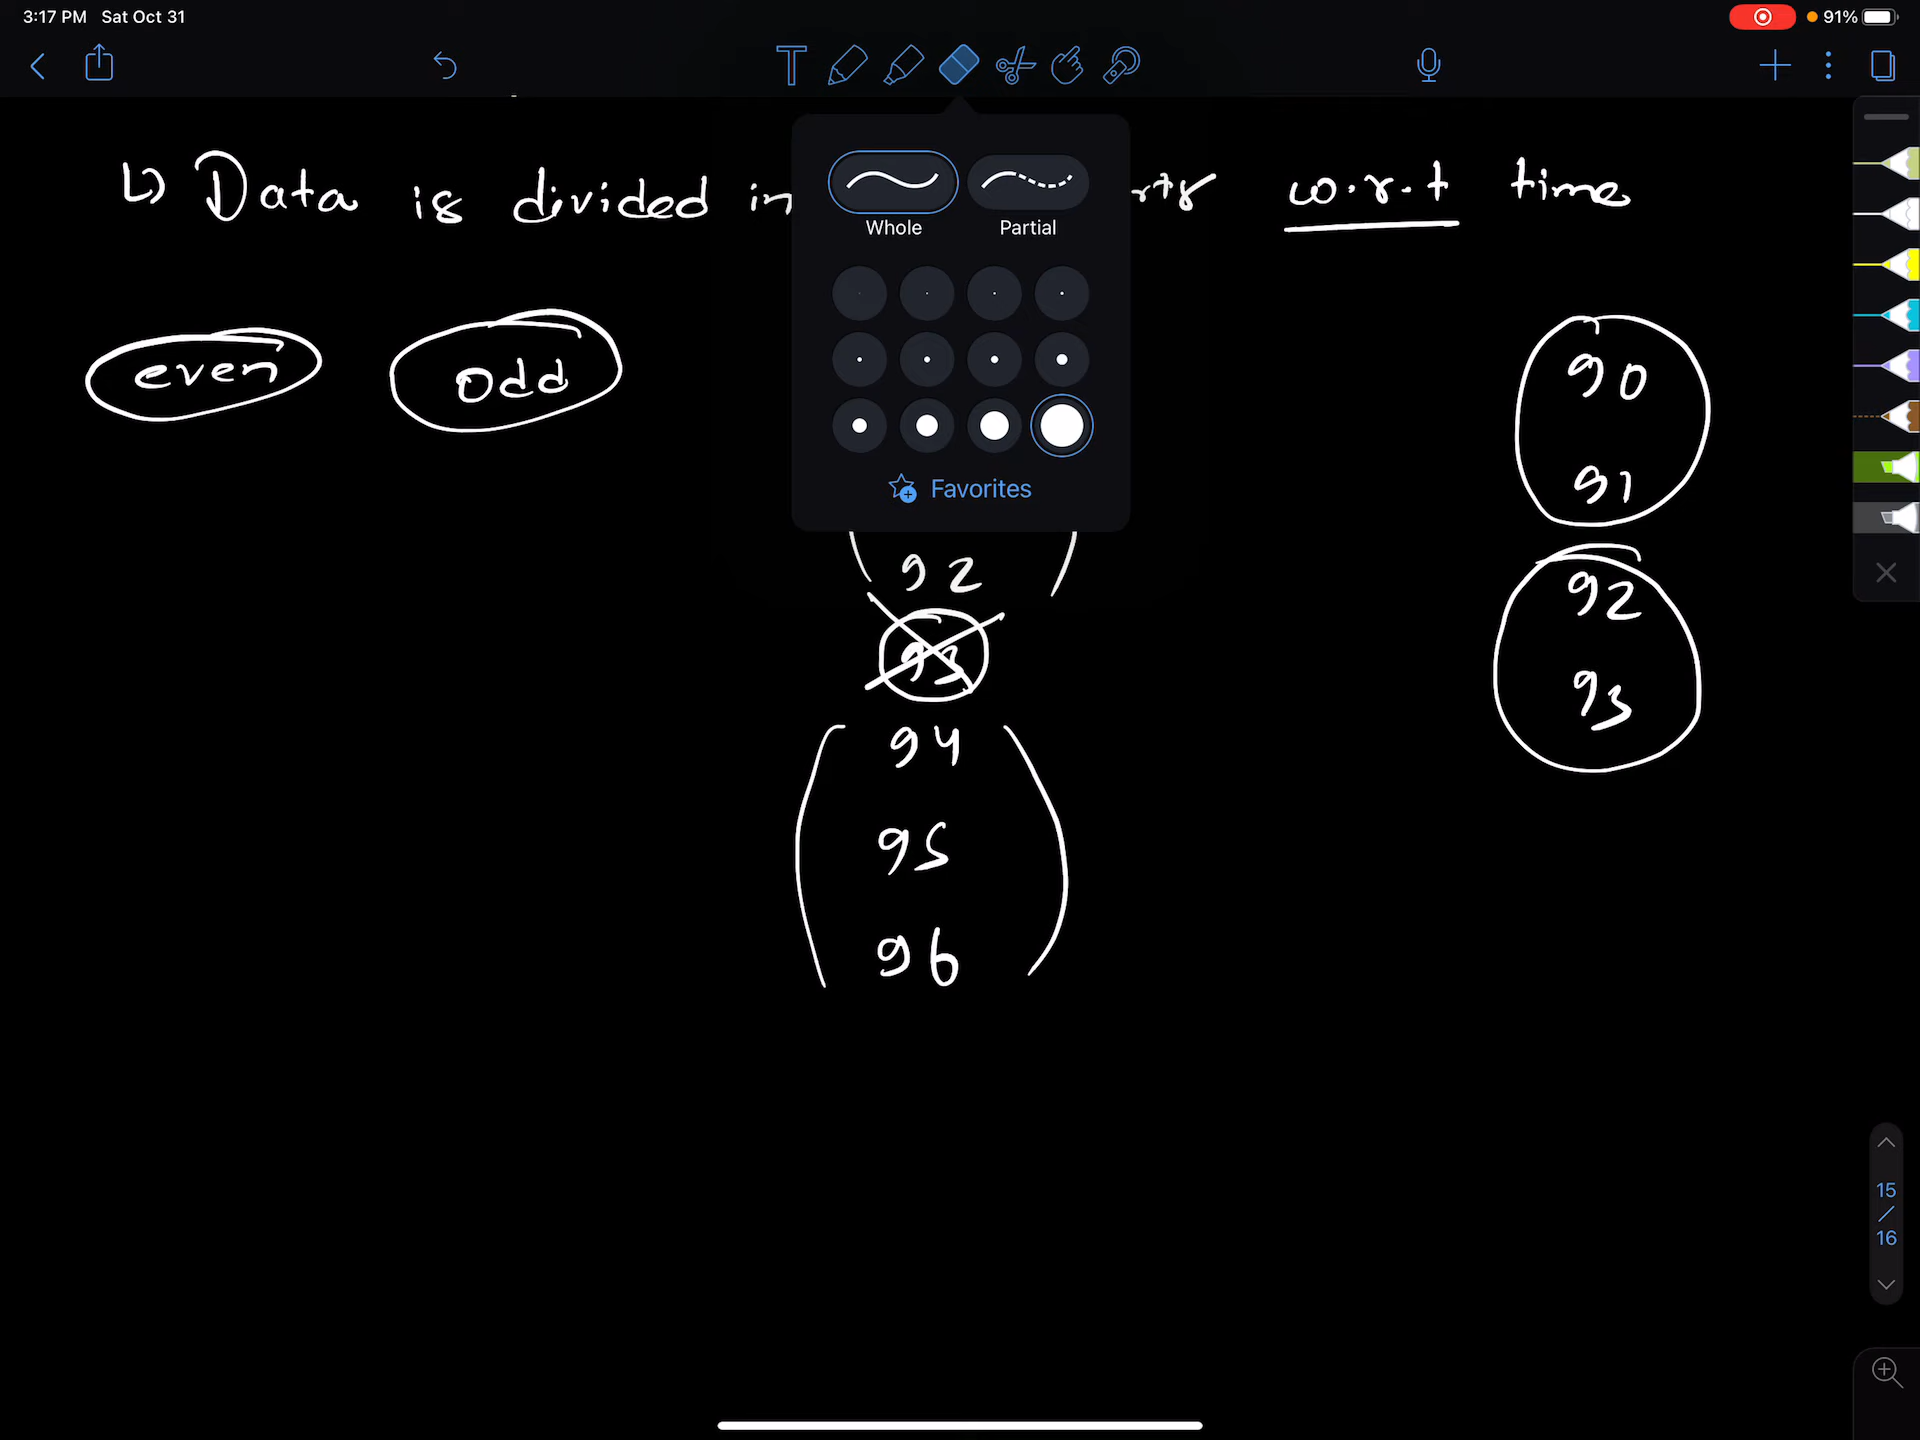 3:17 PM Sat Oct 31
91%
Data is divided in w.r.t time
Whole Partial
even odd
Favorites
90
91
92
93
92
93
94
95
96
15
/
16